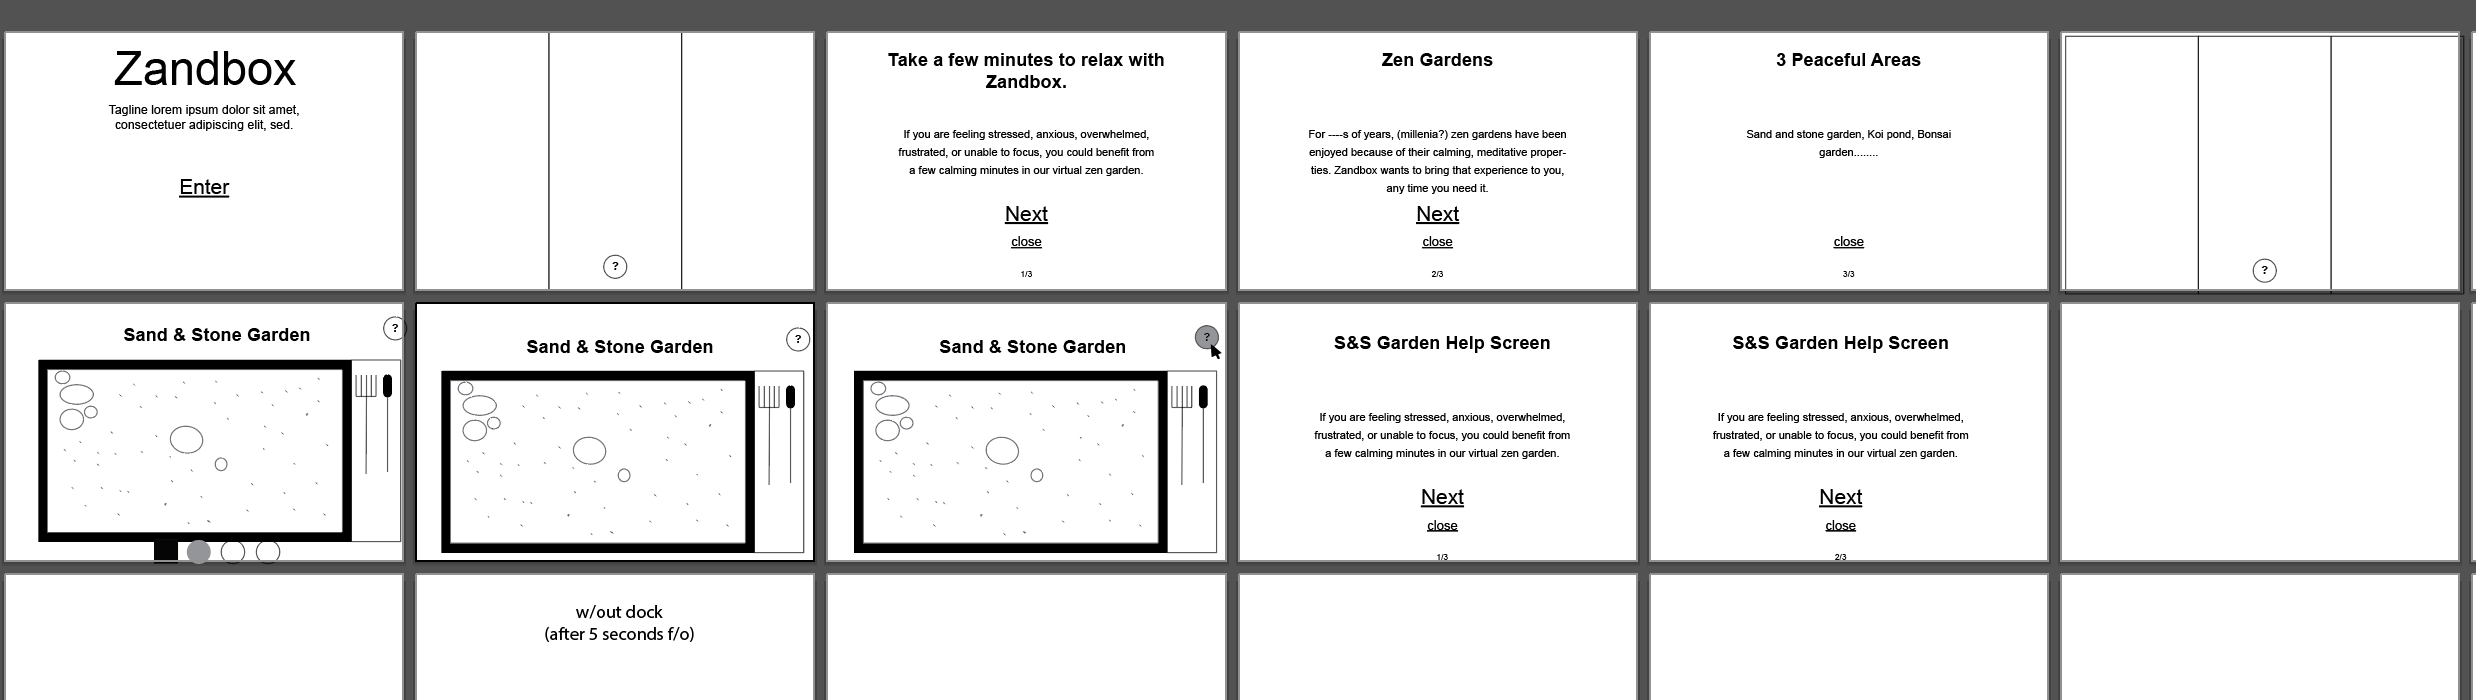 Zandbox
Tagline lorem ipsum dolor sit amet,
consectetuer adipiscing elit, sed.
Enter
?
Take a few minutes to relax with
Zandbox.
If you are feeling stressed, anxious, overwhelmed,
frustrated, or unable to focus, you could benefit from
a few calming minutes in our virtual zen garden.
Next
close
1/3
Zen Gardens
For ----s of years, (millenia?) zen gardens have been
enjoyed because of their calming, meditative proper-
ties. Zandbox wants to bring that experience to you,
any time you need it.
Next
close
2/3
3 Peaceful Areas
Sand and stone garden, Koi pond, Bonsai
garden........
close
3/3
?
Sand & Stone Garden
?
Sand & Stone Garden
?
Sand & Stone Garden
?
S&S Garden Help Screen
If you are feeling stressed, anxious, overwhelmed,
frustrated, or unable to focus, you could benefit from
a few calming minutes in our virtual zen garden.
Next
close
1/3
S&S Garden Help Screen
If you are feeling stressed, anxious, overwhelmed,
frustrated, or unable to focus, you could benefit from
a few calming minutes in our virtual zen garden.
Next
close
2/3
w/out dock
(after 5 seconds f/o)